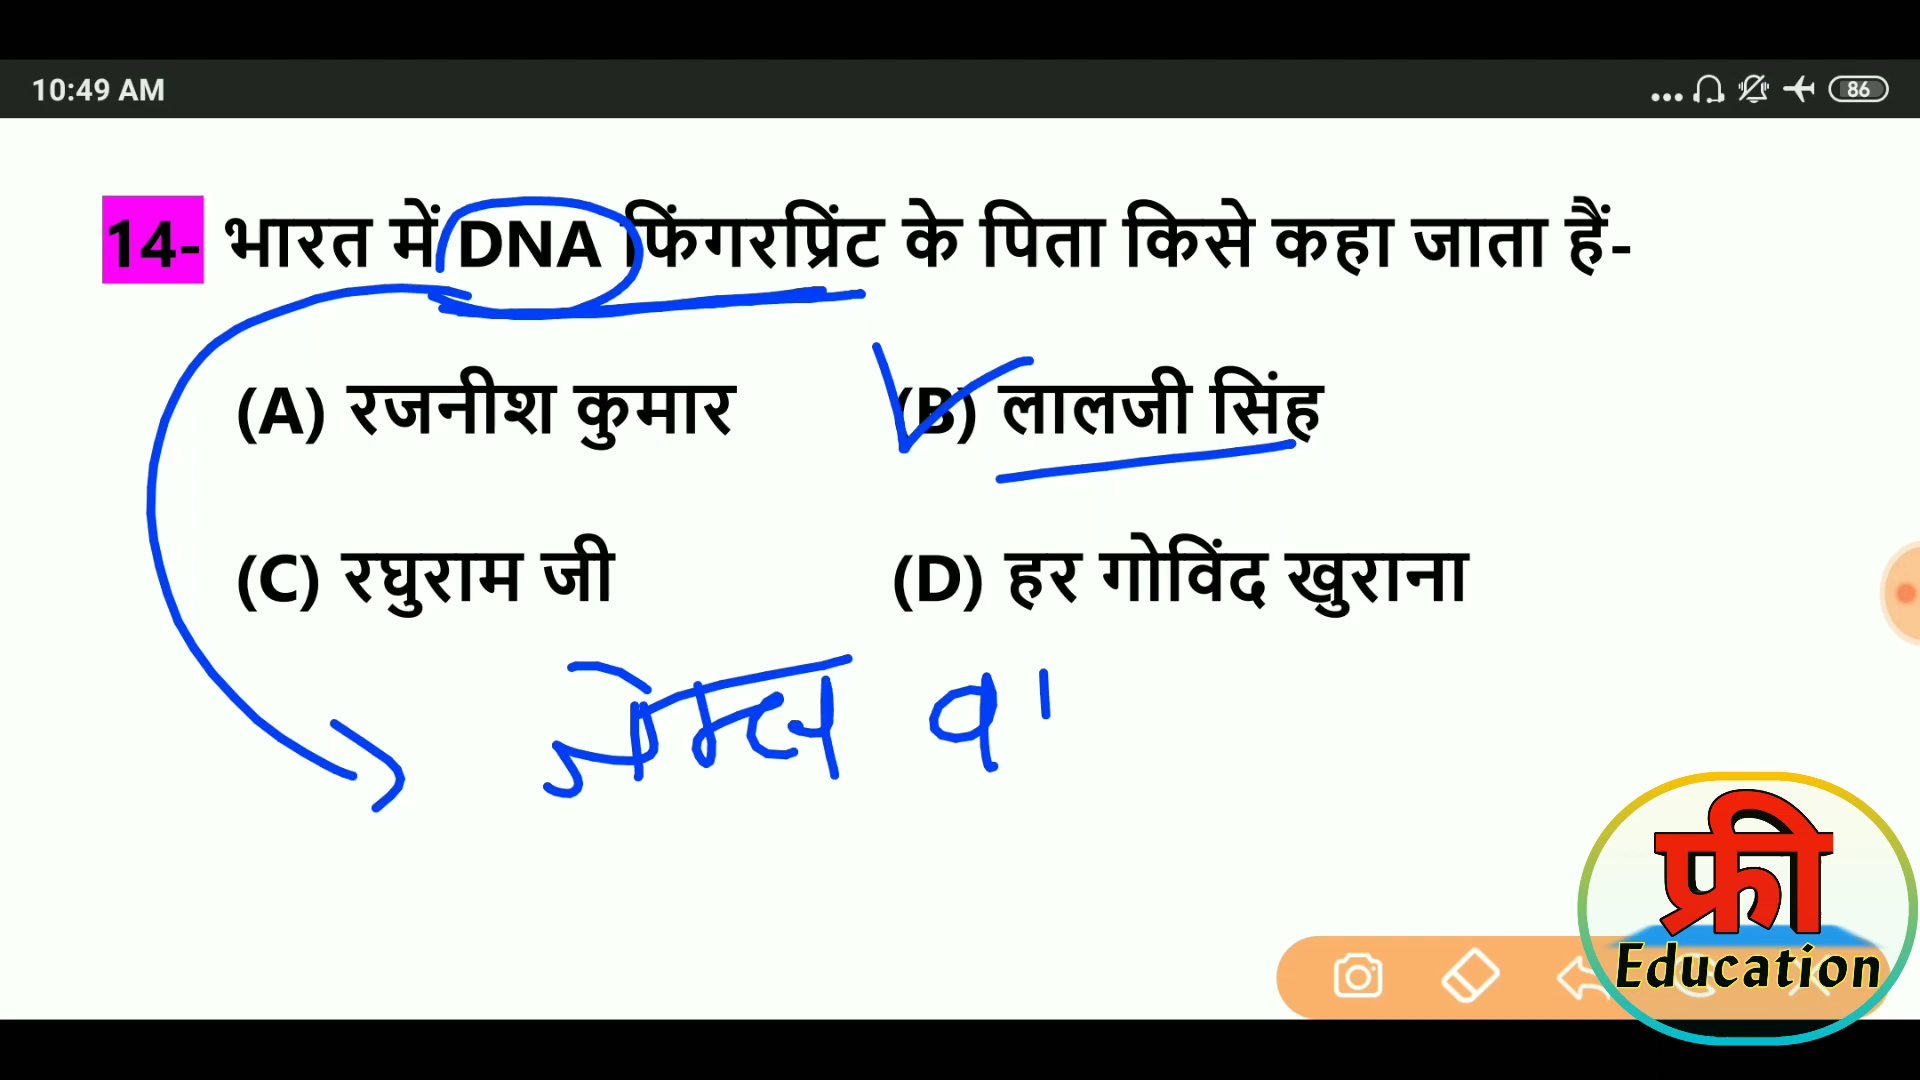 10:49 AM
86
14- भारत में DNA फिंगरप्रिंट के पिता किसे कहा जाता हैं-
(A) रजनीश कुमार
(B) लालजी सिंह
(C) रघुराम जी
(D) हर गोविंद खुराना
जेम्स वा
फ्री
Education